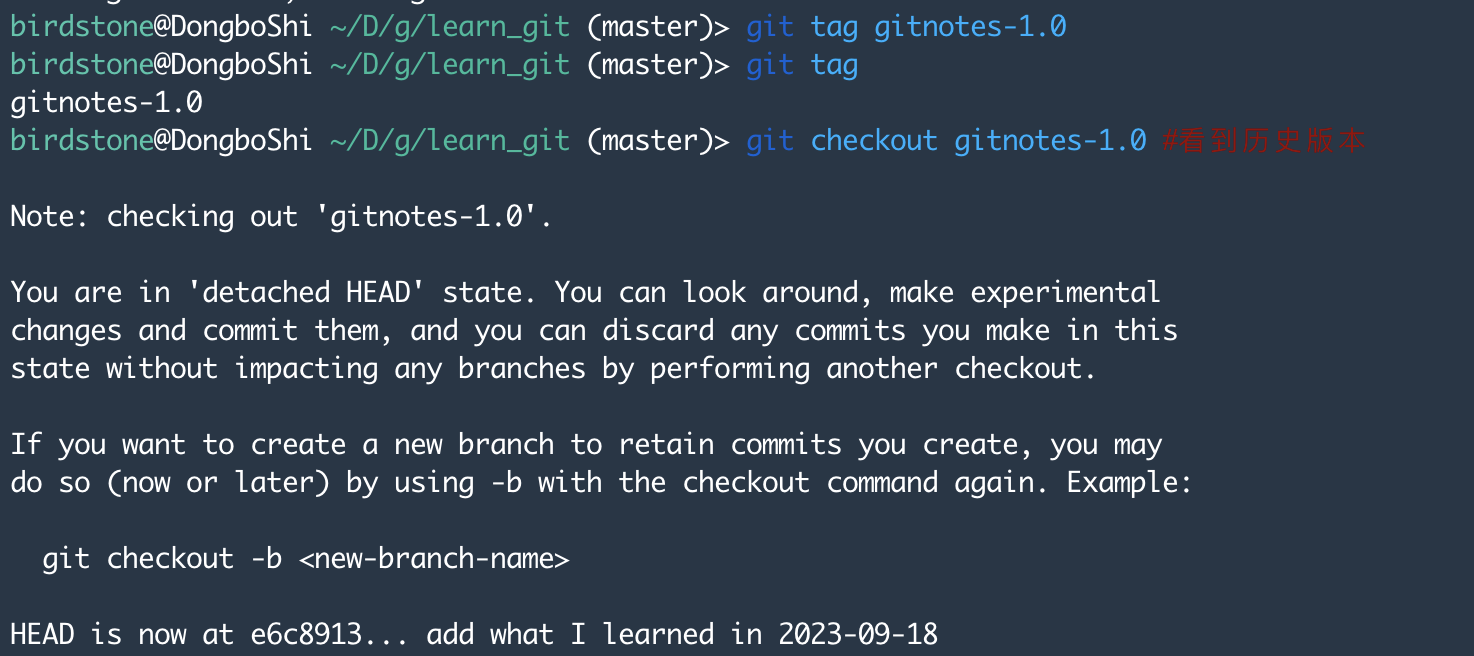 birdstone@DongboShi ~/D/g/learn_git (master)> git tag gitnotes-1.0
birdstone@DongboShi ~/D/g/learn_git (master)> git tag
gitnotes-1.0
birdstone@DongboShi ~/D/g/learn_git (master)> git checkout gitnotes-1.0 #看到历史版本
Note: checking out 'gitnotes-1.0'.
You are in 'detached HEAD' state. You can look around, make experimental
changes and commit them, and you can discard any commits you make in this
state without impacting any branches by performing another checkout.
If you want to create a new branch to retain commits you create, you may
do so (now or later) by using -b with the checkout command again. Example:
git checkout -b <new-branch-name>
HEAD is now at e6c8913... add what I learned in 2023-09-18